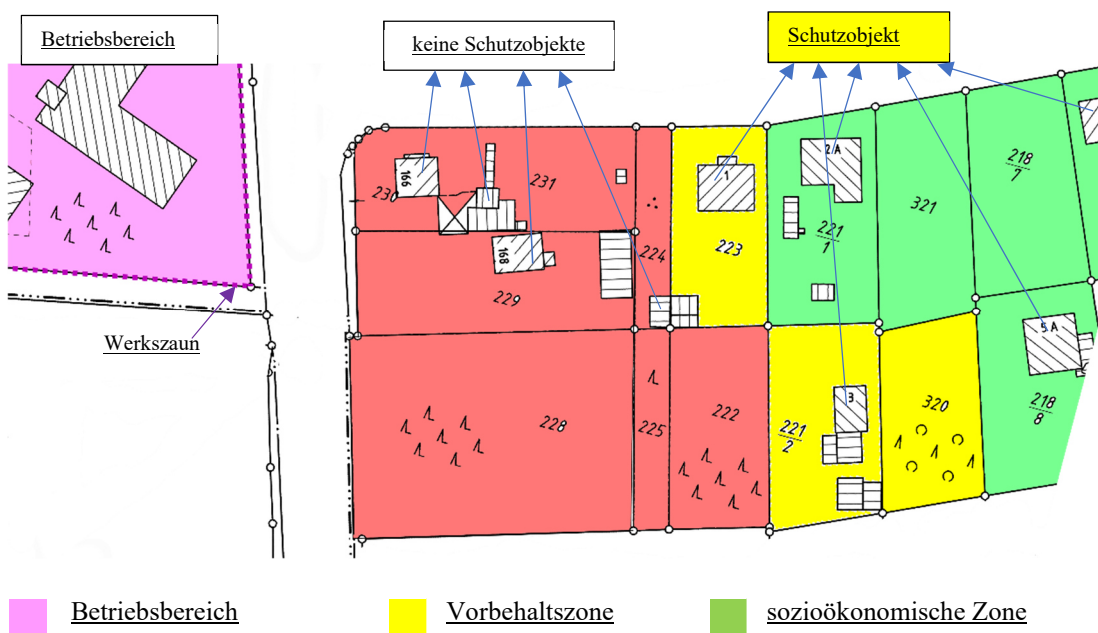 Betriebsbereich
keine Schutzobjekte
Schutzobjekt
166
230
231
1
2 A
218
7
321
224
223
221
1
168
229
Werkszaun
5 A
228
225
222
221
2
3
320
218
8
Betriebsbereich
Vorbehaltszone
sozioökonomische Zone